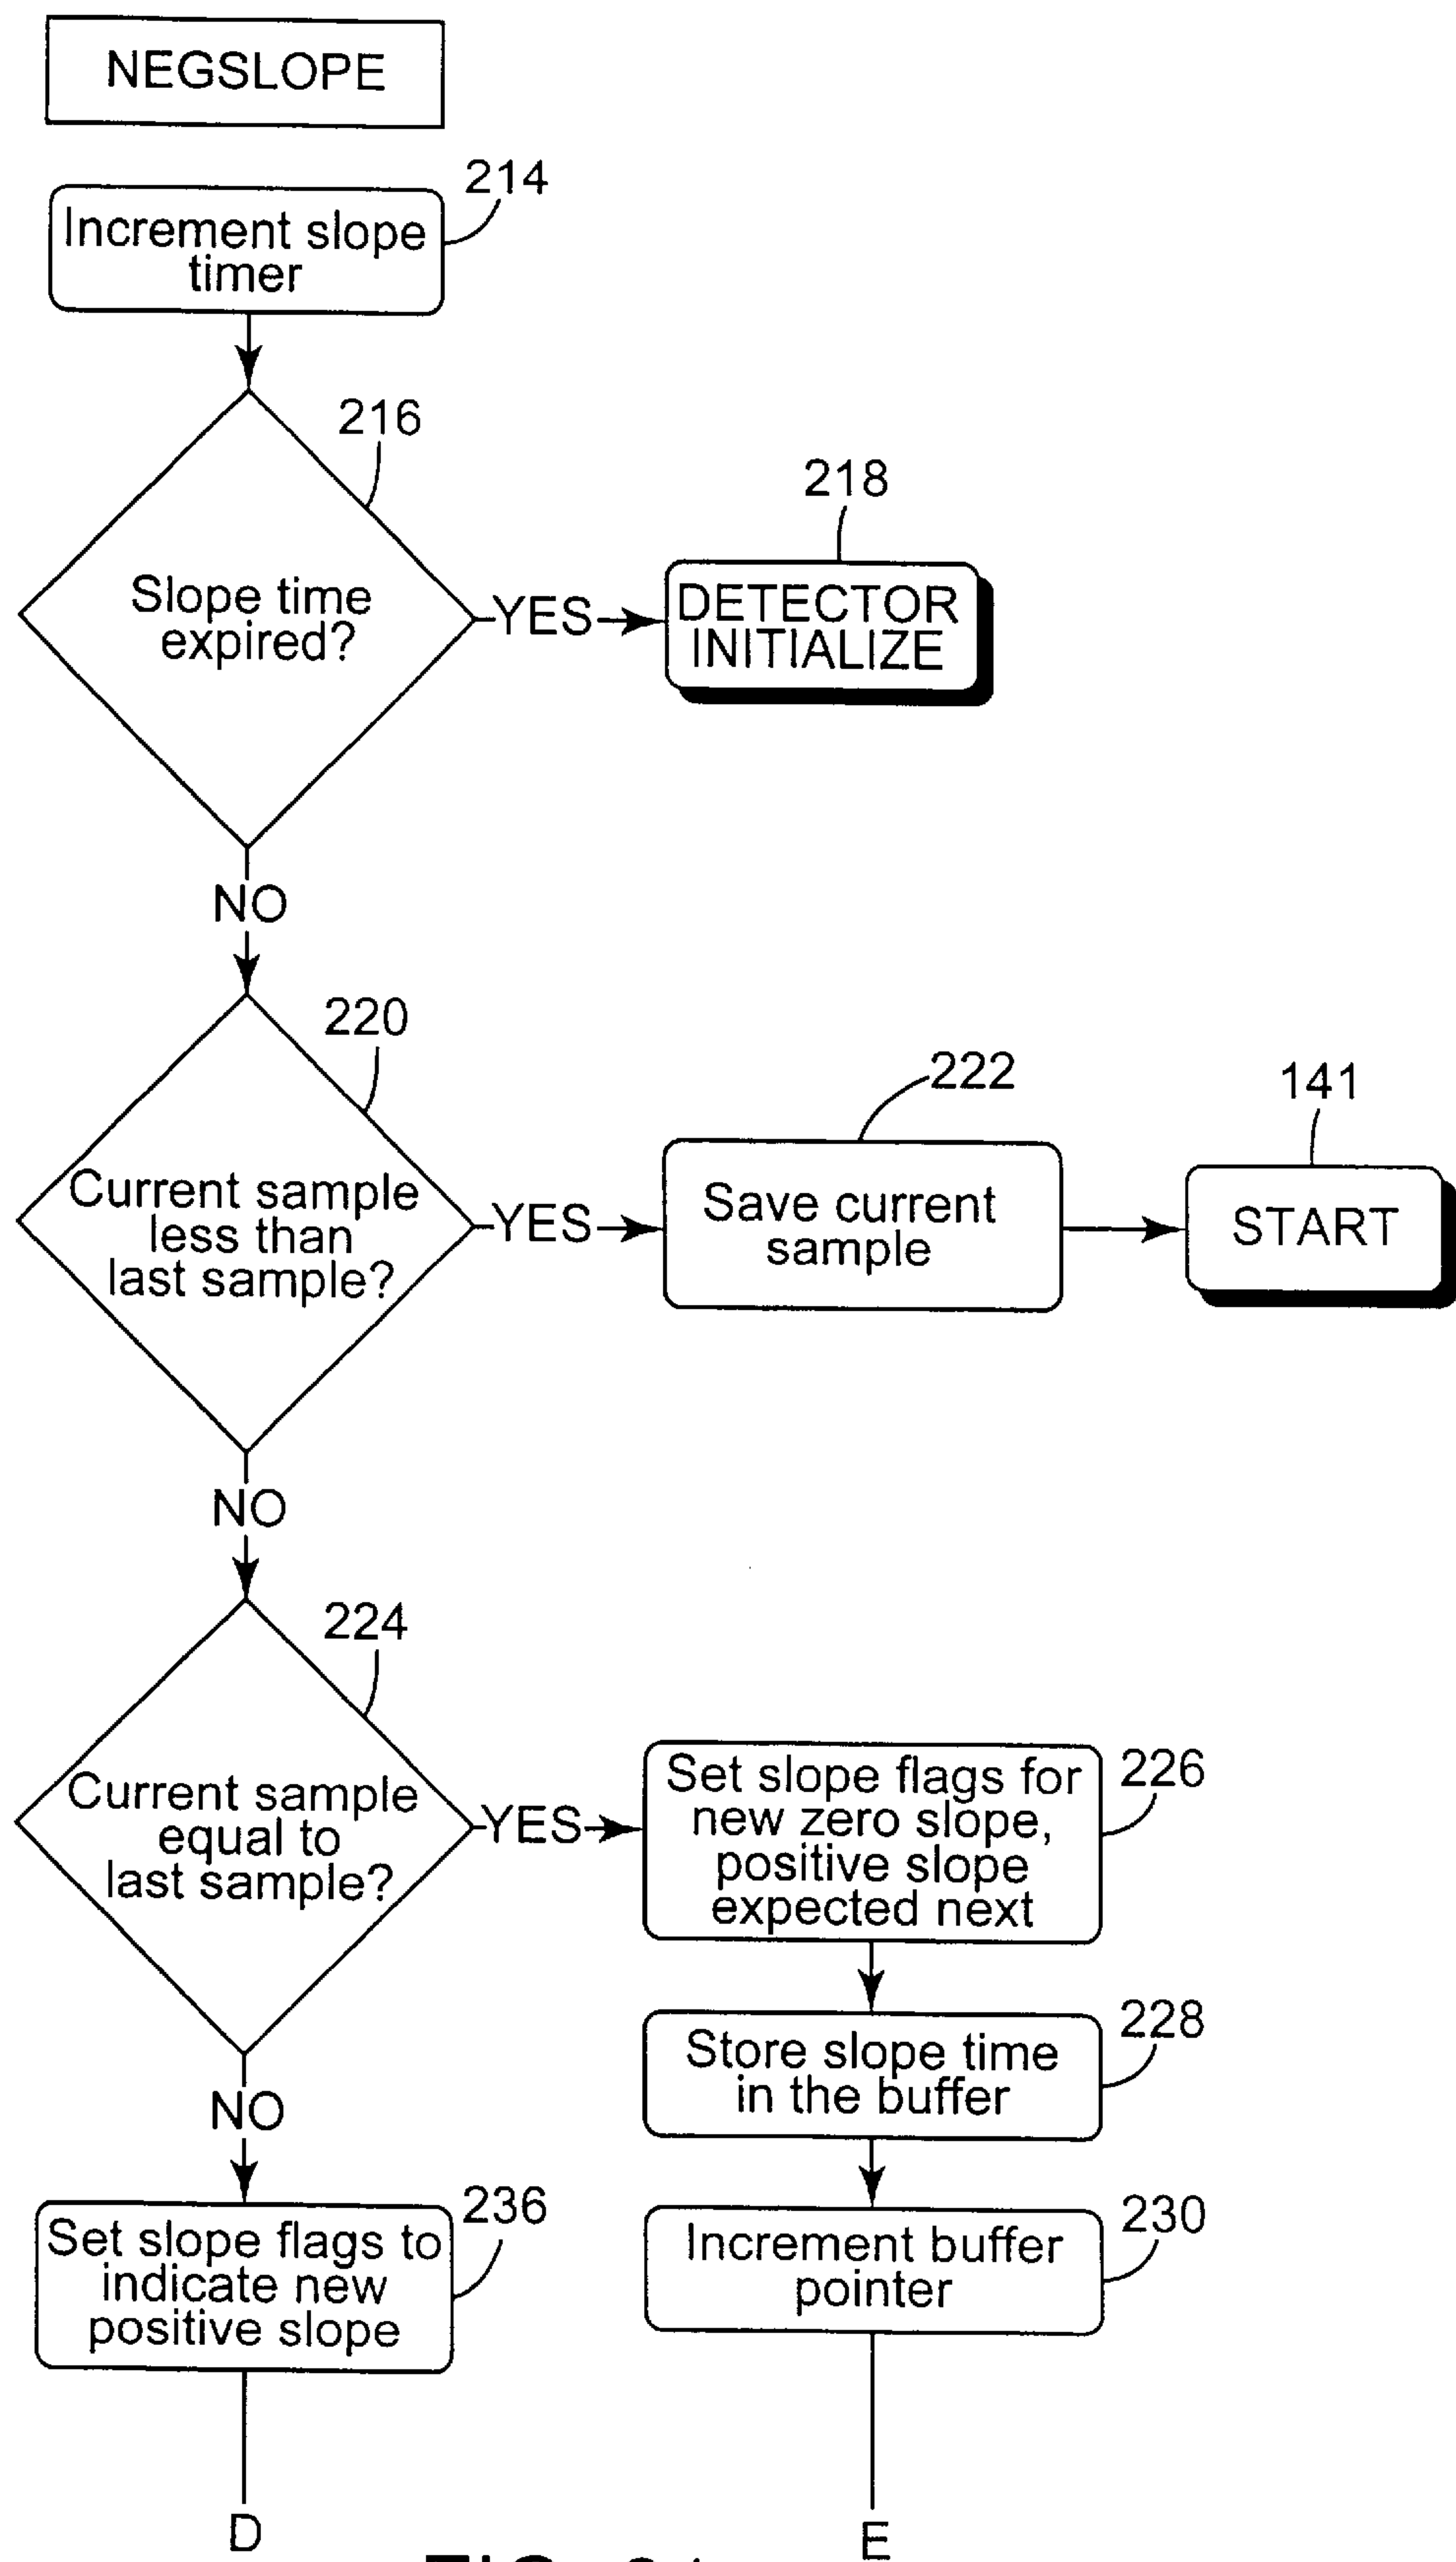 NEGSLOPE
214
Increment slope
timer
216
Slope time
expired?
YES
218
DETECTOR
INITIALIZE
NO
220
Current sample
less than
last sample?
YES
222
Save current
sample
141
START
NO
224
Current sample
equal to
last sample?
YES
226
Set slope flags for
new zero slope,
positive slope
expected next
228
Store slope time
in the buffer
NO
236
Set slope flags to
indicate new
positive slope
230
Increment buffer
pointer
D
E